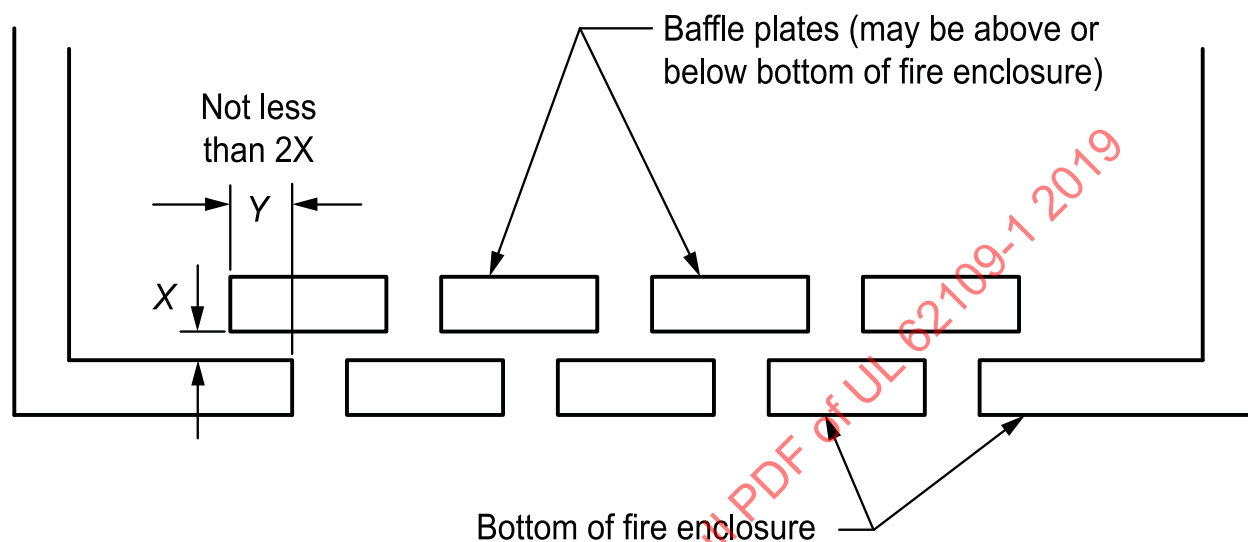 Baffle plates (may be above or
below bottom of fire enclosure)
Not less
than 2X
Y
X
Bottom of fire enclosure
PDF of UL 62109-1 2019